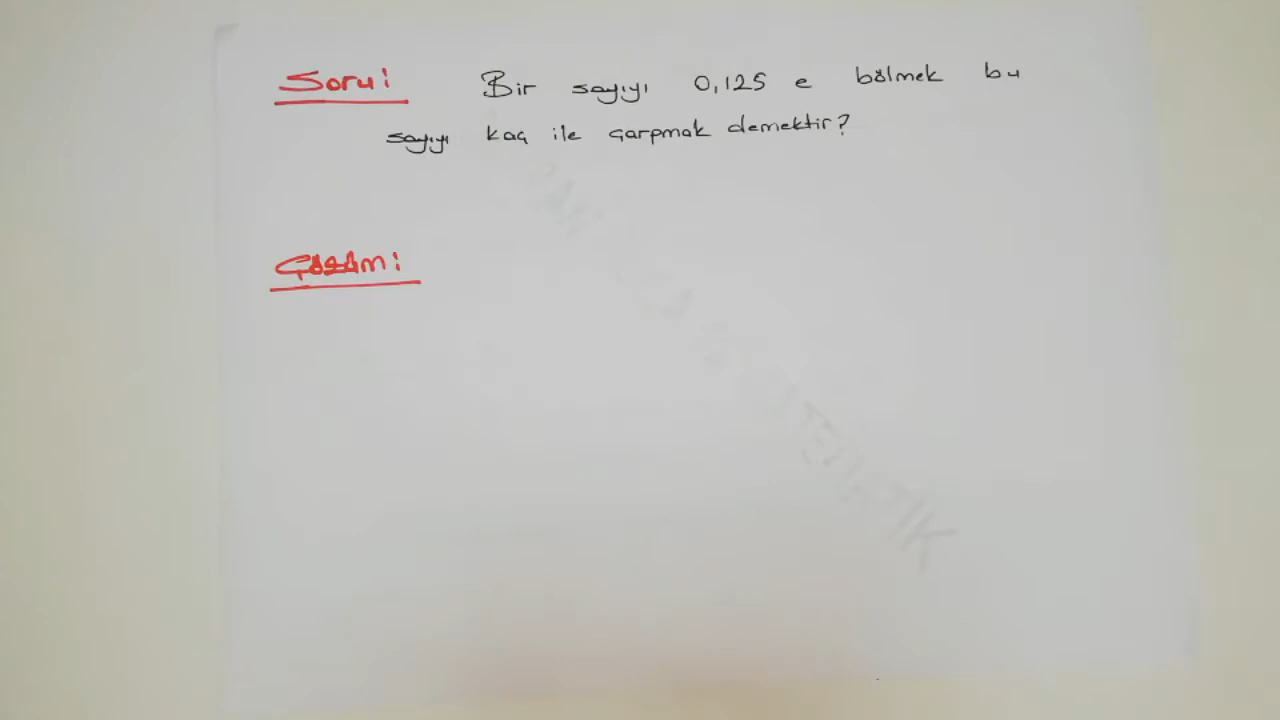 Soru:
Bir sayıyı 0,125 e bölmek bu
sayıyı kaç ile çarpmak demektir?
Çözüm: